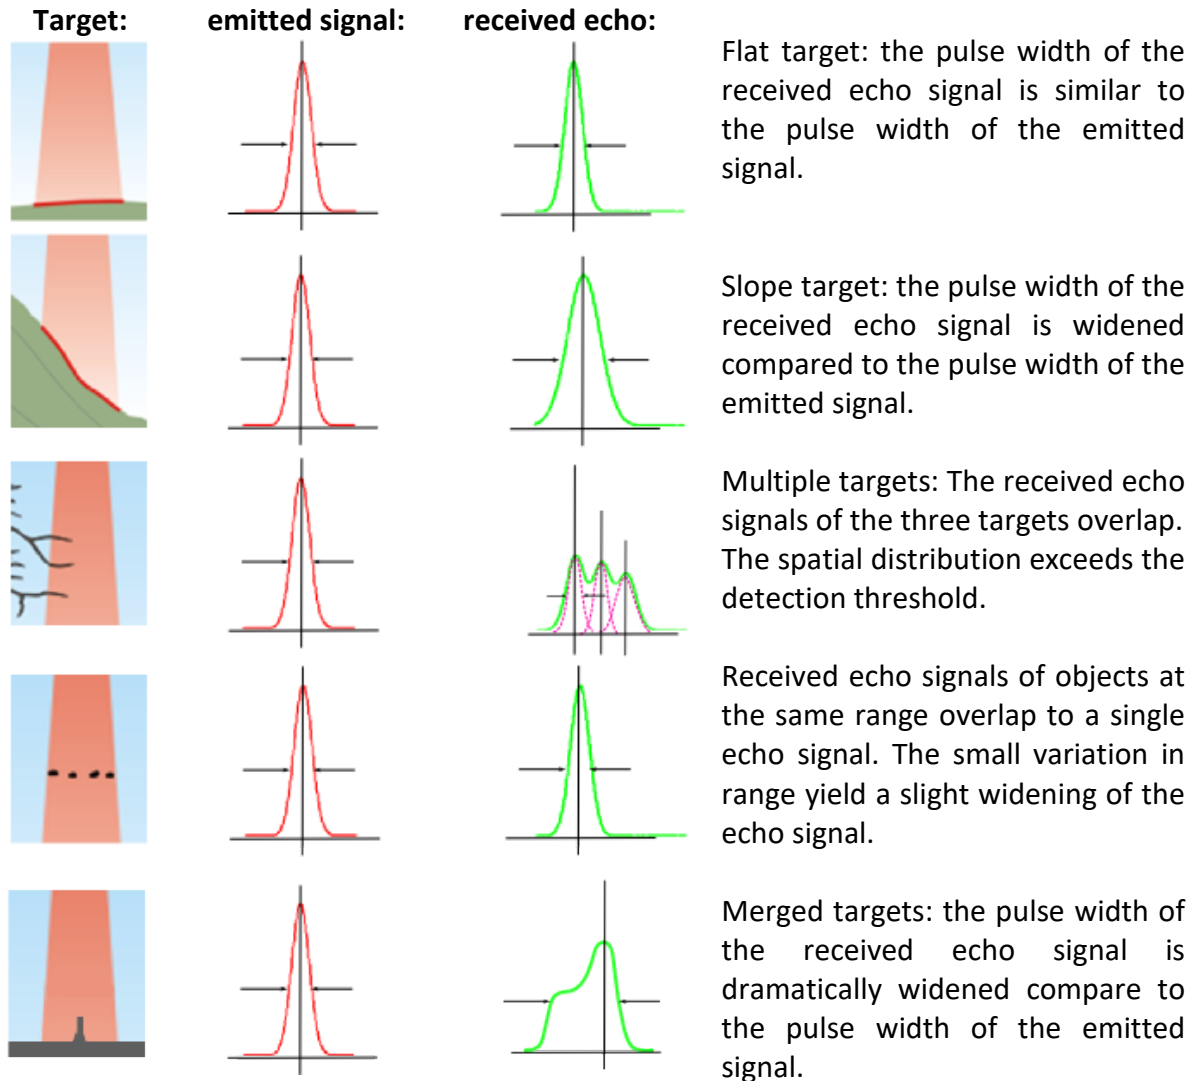 Target:
emitted signal:
received echo:
Flat target: the pulse width of the
received echo signal is similar to
the pulse width of the emitted
signal.
Slope target: the pulse width of the
received echo signal is widened
compared to the pulse width of the
emitted signal.
Multiple targets: The received echo
signals of the three targets overlap.
The spatial distribution exceeds the
detection threshold.
Received echo signals of objects at
the same range overlap to a single
echo signal. The small variation in
range yield a slight widening of the
echo signal.
Merged targets: the pulse width of
the received echo signal is
dramatically widened compare to
the pulse width of the emitted
signal.